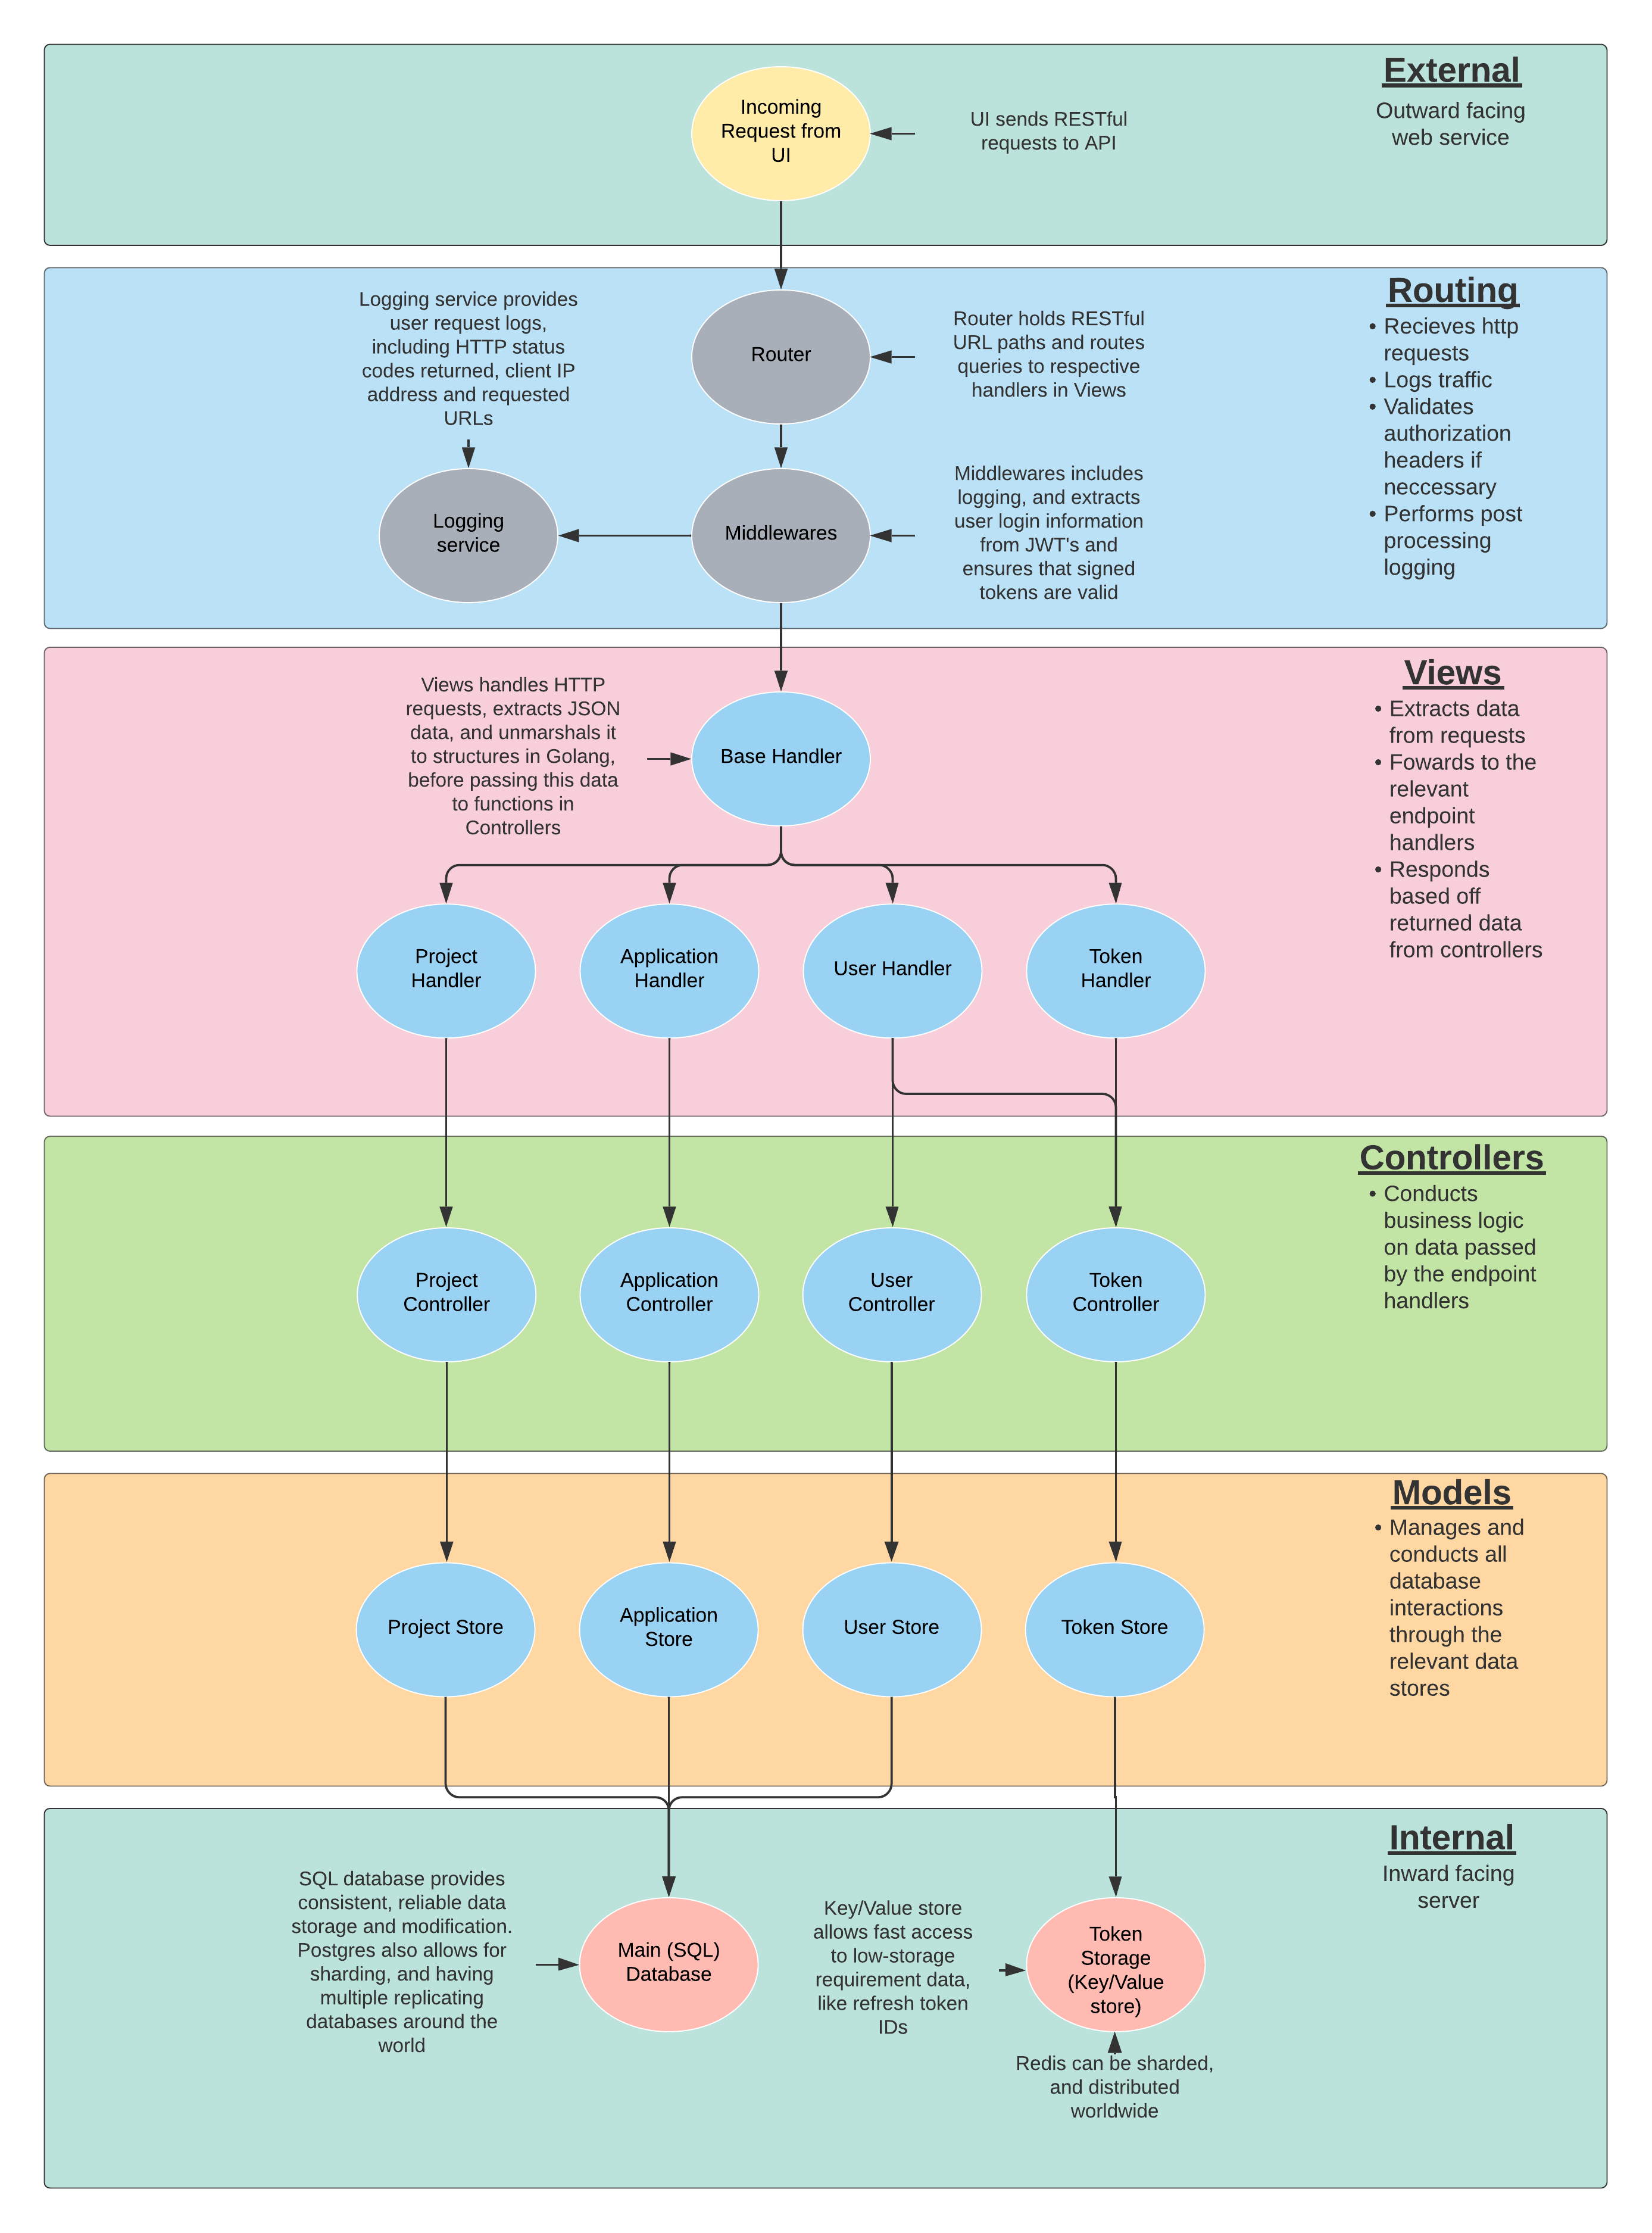 External
Outward facing
web service
Incoming
Request from
UI
UI sends RESTful
requests to API
Routing
• Recieves http
requests
• Logs traffic
• Validates
authorization
headers if
neccessary
• Performs post
processing
logging
Logging service provides
user request logs,
including HTTP status
codes returned, client IP
address and requested
URLs
Router
Router holds RESTful
URL paths and routes
queries to respective
handlers in Views
Logging
service
Middlewares
Middlewares includes
logging, and extracts
user login information
from JWT's and
ensures that signed
tokens are valid
Views
• Extracts data
from requests
• Fowards to the
relevant
endpoint
handlers
• Responds
based off
returned data
from controllers
Views handles HTTP
requests, extracts JSON
data, and unmarshals it
to structures in Golang,
before passing this data
to functions in
Controllers
Base Handler
Project
Handler
Application
Handler
User Handler
Token
Handler
Controllers
• Conducts
business logic
on data passed
by the endpoint
handlers
Project
Controller
Application
Controller
User
Controller
Token
Controller
Models
• Manages and
conducts all
database
interactions
through the
relevant data
stores
Project Store
Application
Store
User Store
Token Store
Internal
Inward facing
server
SQL database provides
consistent, reliable data
storage and modification.
Postgres also allows for
sharding, and having
multiple replicating
databases around the
world
Main (SQL)
Database
Key/Value store
allows fast access
to low-storage
requirement data,
like refresh token
IDs
Token
Storage
(Key/Value
store)
Redis can be sharded,
and distributed
worldwide